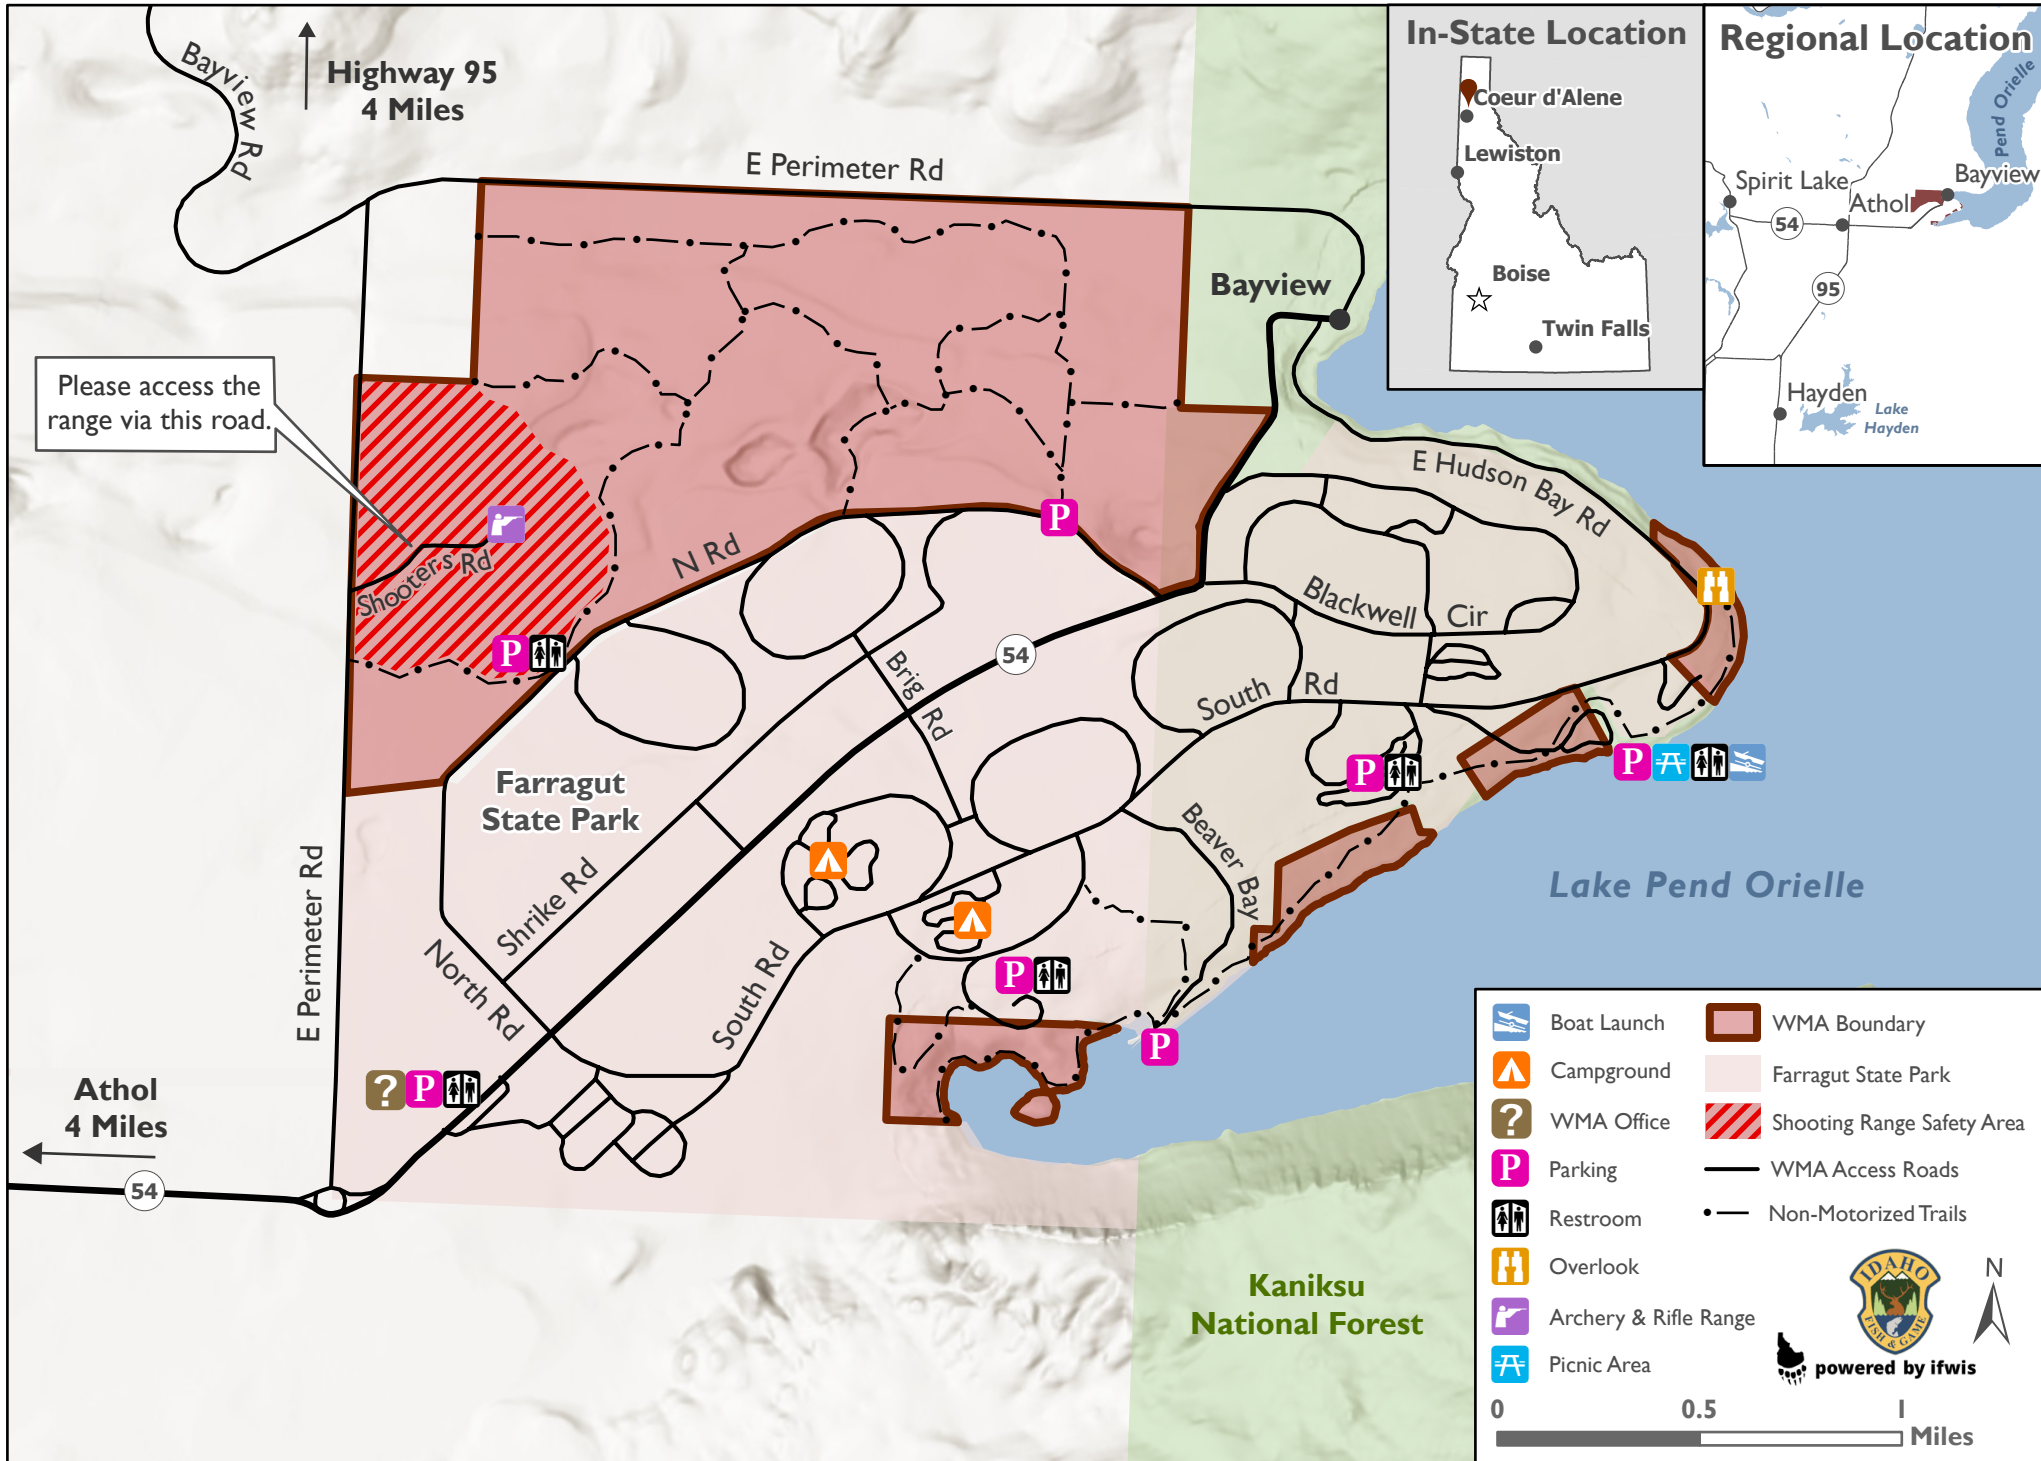 Bayview Rd
Highway 95
4 Miles
E Perimeter Rd
Bayview
Please access the
range via this road.
Shooters Rd
N Rd
P
P
E Hudson Bay Rd
Blackwell Cir
54
Brig Rd
South Rd
Farragut
State Park
P
P
Beaver Bay
Lake Pend Orielle
Shrike Rd
E Perimeter Rd
North Rd
South Rd
P
P
? P
Athol
4 Miles
54
Kaniksu
National Forest
In-State Location
Coeur d'Alene
Lewiston
Boise
Twin Falls
Regional Location
Pend Orielle
Spirit Lake
Bayview
Athol
54
95
Hayden
Lake
Hayden
Boat Launch
Campground
? WMA Office
P Parking
Restroom
Overlook
Archery & Rifle Range
Picnic Area
WMA Boundary
Farragut State Park
Shooting Range Safety Area
WMA Access Roads
Non-Motorized Trails
IDAHO
FISH & GAME
N
powered by ifwis
0 0.5 1
Miles